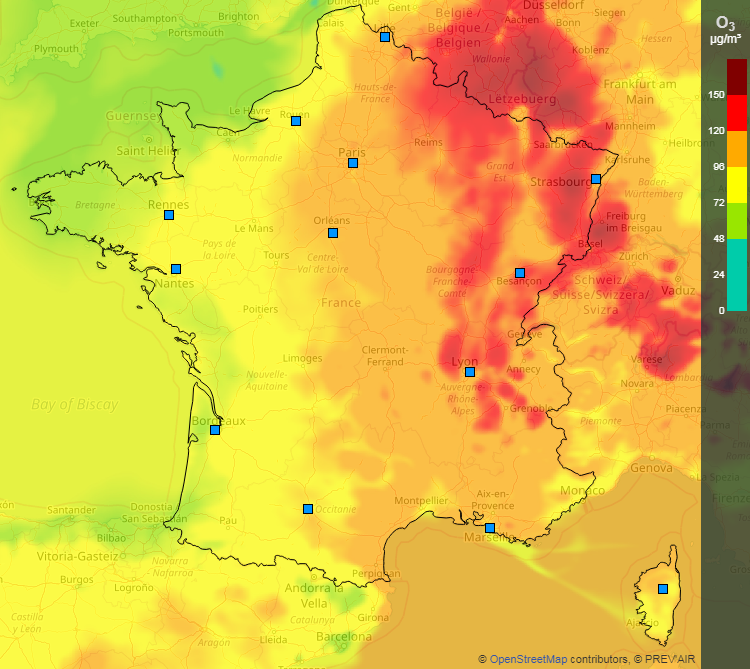 Dunkerque
Gent
Düsseldorf
Exeter
Southampton
Brighton
Calais
België /
Belgique /
Belgien
Aachen
Siegen
Bonn
Portsmouth
Plymouth
Koblenz
Hessen
Wallonie
Hauts-de-
France
Lëtzebuerg
Frankfurt am
Main
Le Havre
Rouen
Guernsey
Caen
Mannheim
Saint Helier
Normandie
Paris
Reims
Saarbrücken
Heilbronn
Grand
Est
Karlsruhe
Strasbourg
Baden-
Württemberg
Bretagne
Rennes
Orléans
Freiburg
im Breisgau
Le Mans
Pays de
la Loire
Tours
Centre-
Val de Loire
Basel
Zürich
Nantes
Bourgogne
Franche-
Comté
Besançon
Schweiz/
Suisse/Svizzera/
Svizra
Vaduz
France
Poitiers
Genève
Limoges
Clermont-
Ferrand
Lyon
Annecy
Varese
Lombardia
Novara
Nouvelle-
Aquitaine
Auvergne-
Rhône-
Alpes
Grenoble
Bay of Biscay
Piacenza
Bordeaux
Piemonte
Parma
Genova
La Spezia
Monaco
Firenze
Santander
Donostia
San Sebastián
Pau
Occitanie
Montpellier
Aix-en-
Provence
Marseille
Bilbao
Vitoria-Gasteiz
Navarra
- Nafarroa
Burgos
Logroño
Perpignan
Andorra la
Vella
Girona
Castilla
y León
Aragón
Catalunya
Lleida
Barcelona
Tarragona
Ajaccio
O3
µg/m³
150
120
96
72
48
24
0
© OpenStreetMap contributors, © PREV'AIR